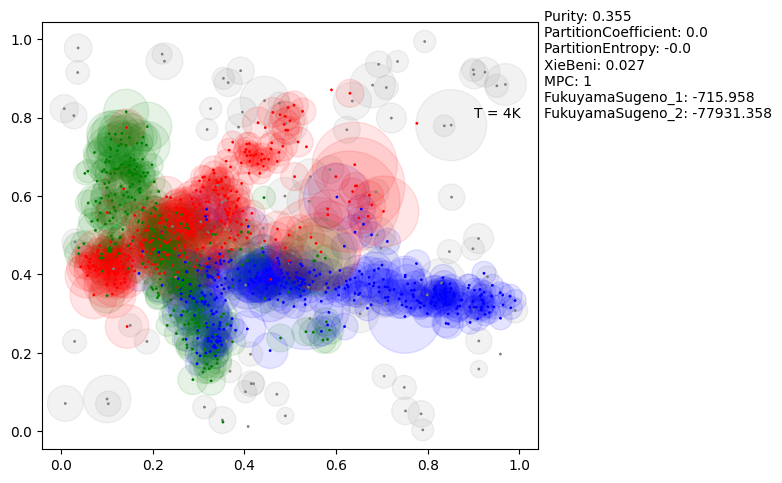 Purity: 0.355
PartitionCoefficient: 0.0
PartitionEntropy: -0.0
XieBeni: 0.027
MPC: 1
FukuyamaSugeno_1: -715.958
FukuyamaSugeno_2: -77931.358
T = 4K
1.0
0.8
0.6
0.4
0.2
0.0
0.0 0.2 0.4 0.6 0.8 1.0